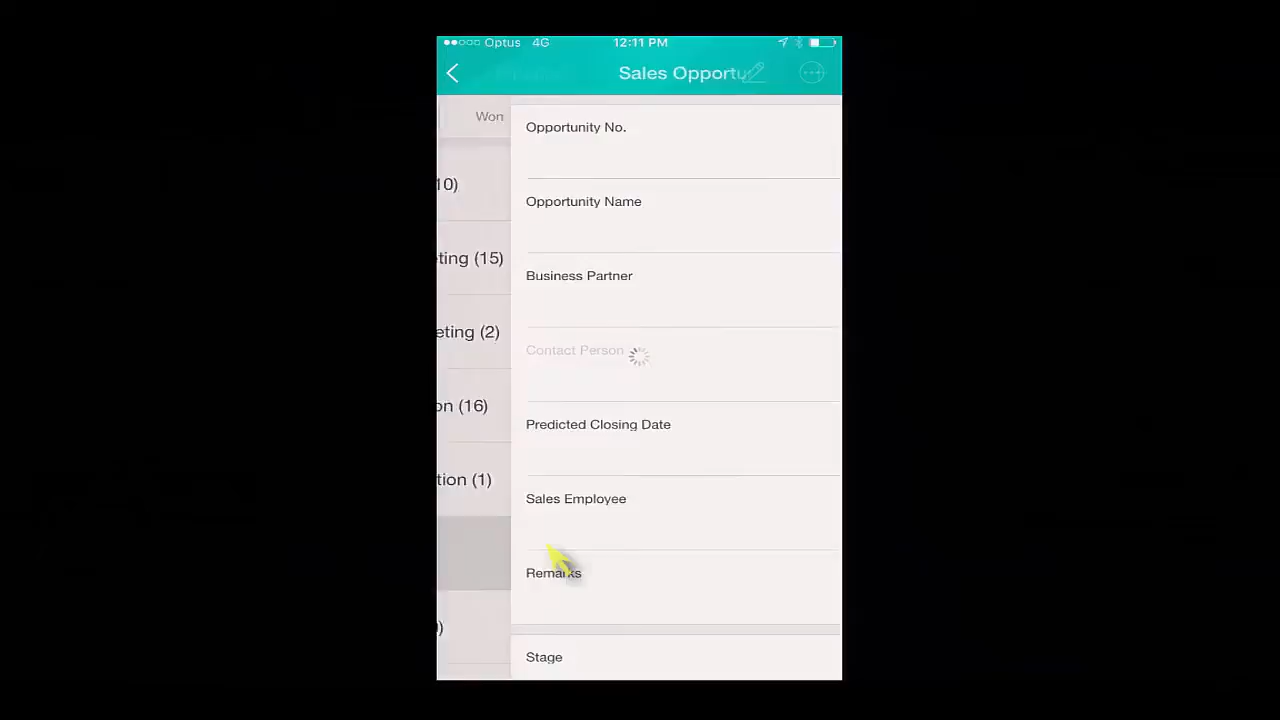 Optus 4G 12:11 PM
Sales Opportu
Won
Opportunity No.
10)
Opportunity Name
eting (15)
Business Partner
eting (2)
Contact Person
on (16)
Predicted Closing Date
tion (1)
Sales Employee
Remarks
)
Stage